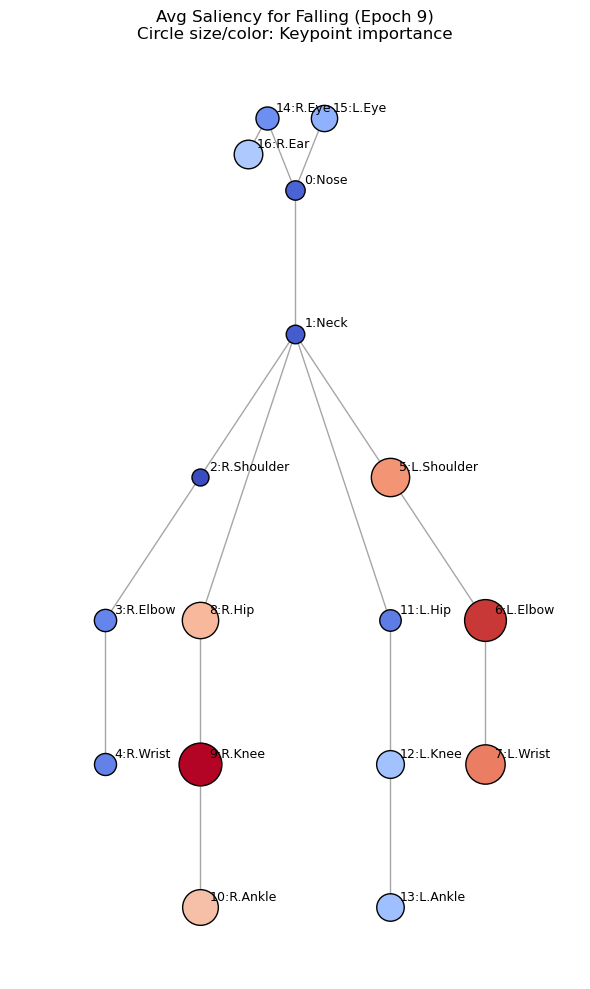 Avg Saliency for Falling (Epoch 9)
Circle size/color: Keypoint importance
14:R.Eye
15:L.Eye
16:R.Ear
0:Nose
1:Neck
2:R.Shoulder
5:L.Shoulder
3:R.Elbow
8:R.Hip
11:L.Hip
6:L.Elbow
4:R.Wrist
9:R.Knee
12:L.Knee
7:L.Wrist
10:R.Ankle
13:L.Ankle